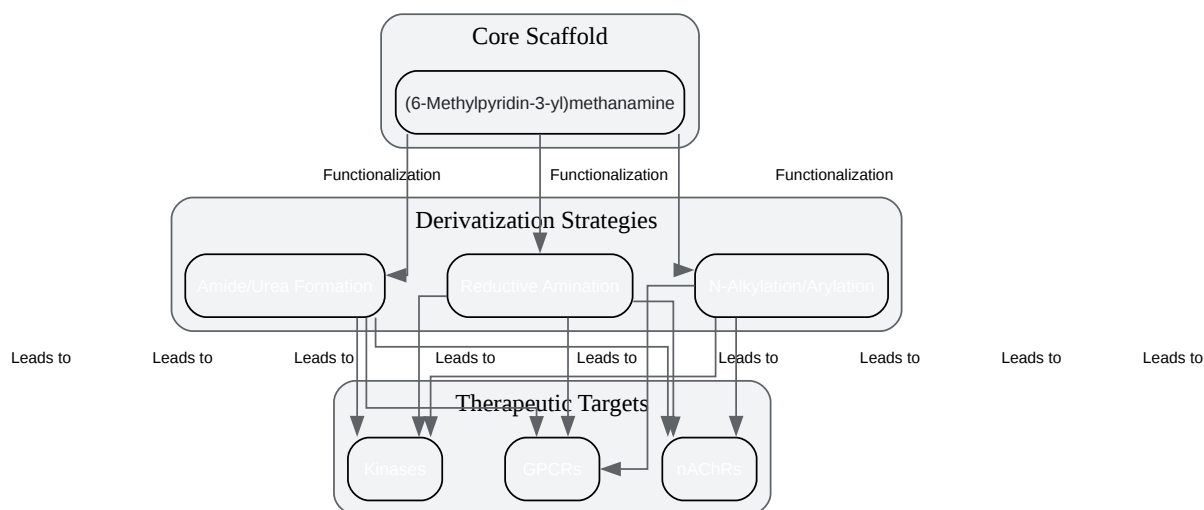 Core Scaffold
(6-Methylpyridin-3-yl)methanamine
Functionalization Functionalization Functionalization
Derivatization Strategies
Amide/Urea Formation Reductive Amination N-Alkylation/Arylation
Leads to Leads to Leads to Leads to Leads to Leads to Leads to Leads to Leads to
Therapeutic Targets
Kinases GPCRs nAChRs